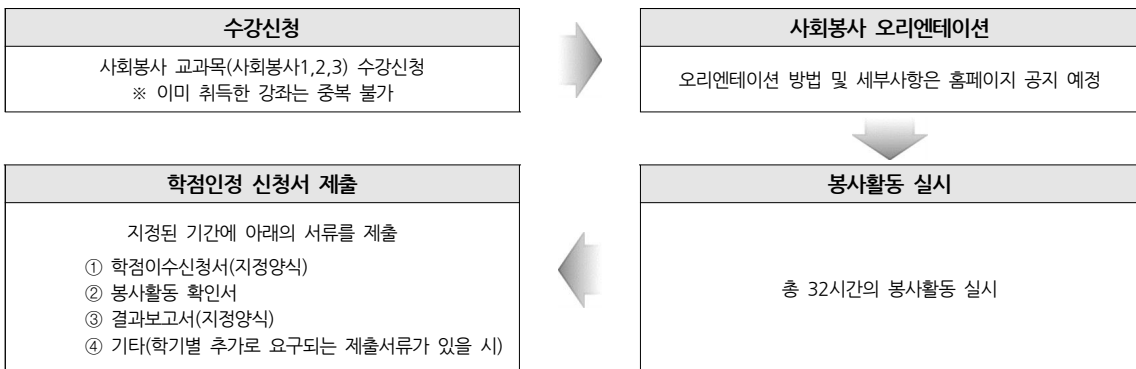 수강신청
사회봉사 교과목(사회봉사1,2,3) 수강신청
※ 이미 취득한 강좌는 중복 불가
사회봉사 오리엔테이션
오리엔테이션 방법 및 세부사항은 홈페이지 공지 예정
봉사활동 실시
총 32시간의 봉사활동 실시
학점인정 신청서 제출
지정된 기간에 아래의 서류를 제출
① 학점이수신청서(지정양식)
② 봉사활동 확인서
③ 결과보고서(지정양식)
④ 기타(학기별 추가로 요구되는 제출서류가 있을 시)